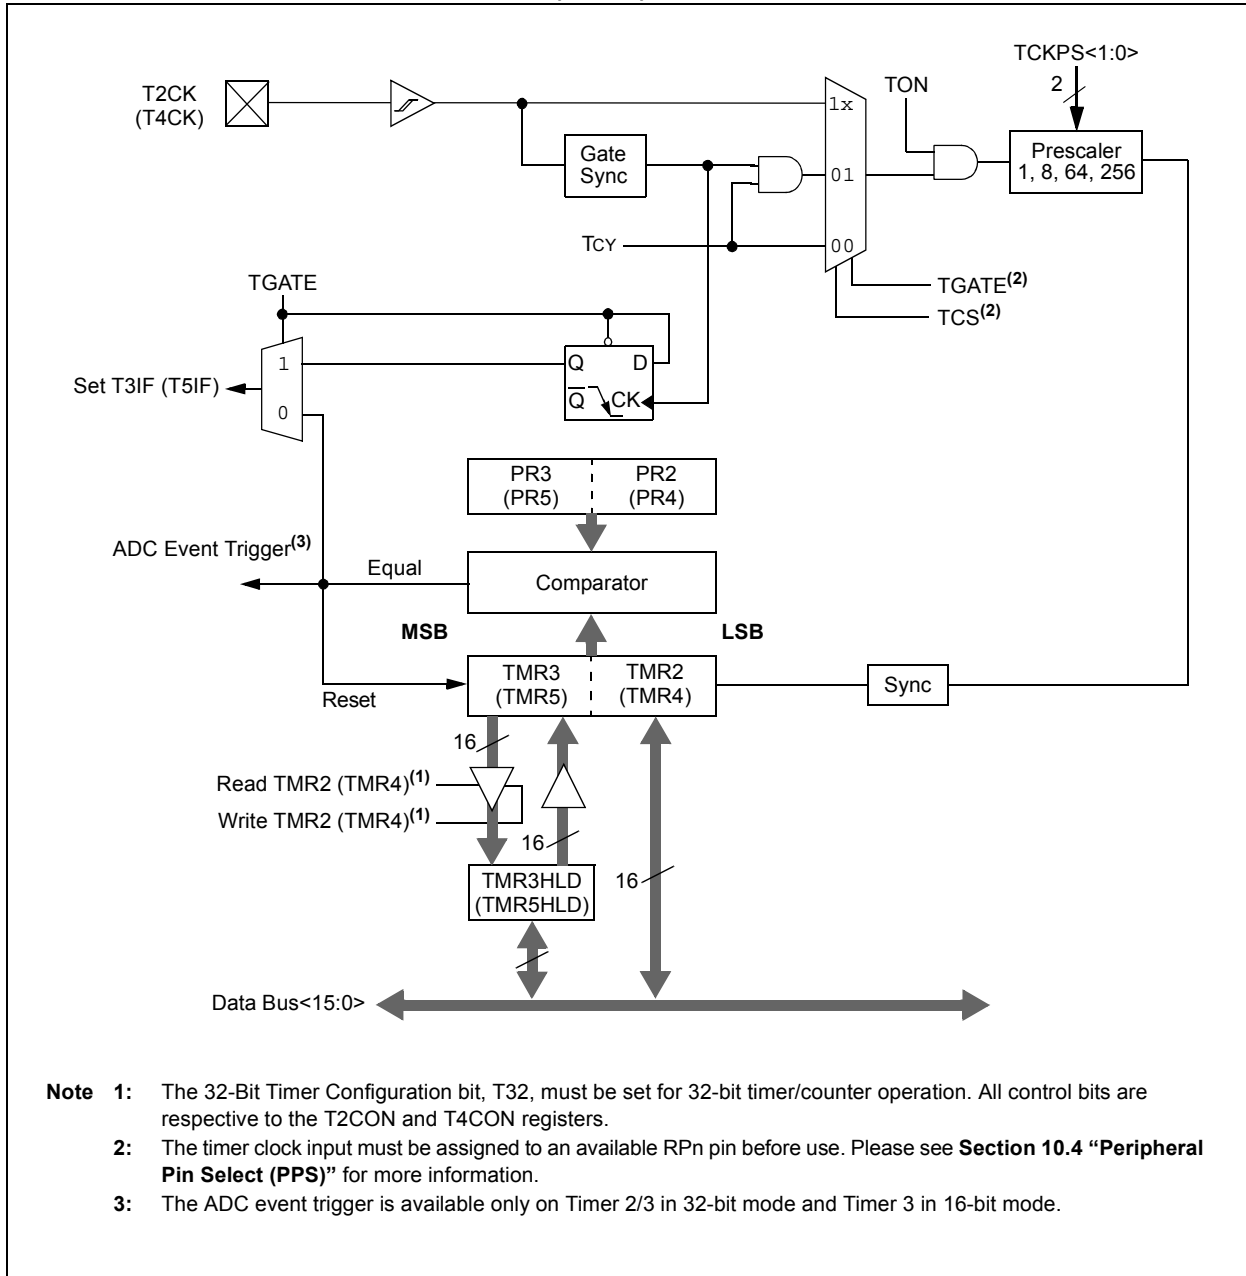 TCKPS<1:0>
2
TON
T2CK
(T4CK)
1x
Gate
Sync
Prescaler
1, 8, 64, 256
01
TCY
00
TGATE
TGATE(2)
TCS(2)
1
Q D
Set T3IF (T5IF)
Q CK
0
PR3 PR2
(PR5) (PR4)
ADC Event Trigger(3)
Equal
Comparator
MSB LSB
TMR3 TMR2
(TMR5) (TMR4)
Sync
Reset
16
Read TMR2 (TMR4)(1)
Write TMR2 (TMR4)(1)
16
TMR3HLD
(TMR5HLD)
16
Data Bus<15:0>
Note 1: The 32-Bit Timer Configuration bit, T32, must be set for 32-bit timer/counter operation. All control bits are
respective to the T2CON and T4CON registers.
2: The timer clock input must be assigned to an available RPn pin before use. Please see Section 10.4 “Peripheral
Pin Select (PPS)” for more information.
3: The ADC event trigger is available only on Timer 2/3 in 32-bit mode and Timer 3 in 16-bit mode.